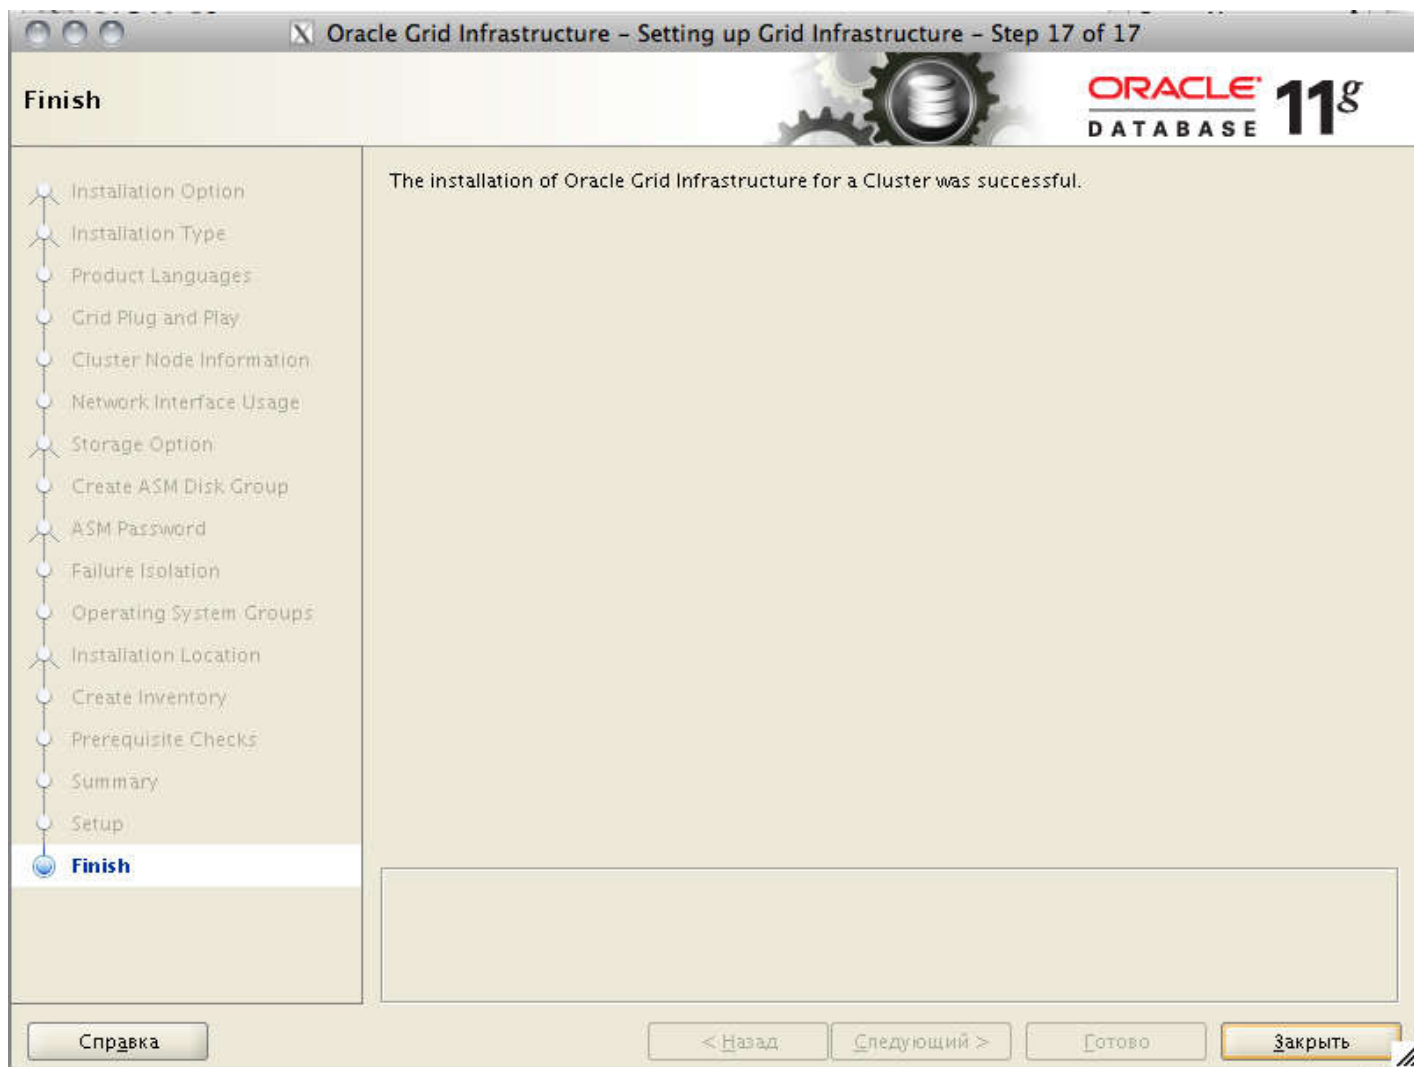 X Oracle Grid Infrastructure – Setting up Grid Infrastructure – Step 17 of 17
Finish
ORACLE
DATABASE
11g
The installation of Oracle Grid Infrastructure for a Cluster was successful.
Installation Option
Installation Type
Product Languages
Grid Plug and Play
Cluster Node Information
Network Interface Usage
Storage Option
Create ASM Disk Group
ASM Password
Failure Isolation
Operating System Groups
Installation Location
Create Inventory
Prerequisite Checks
Summary
Setup
Finish
Справка
< Назад
Следующий >
Готово
Закрыть